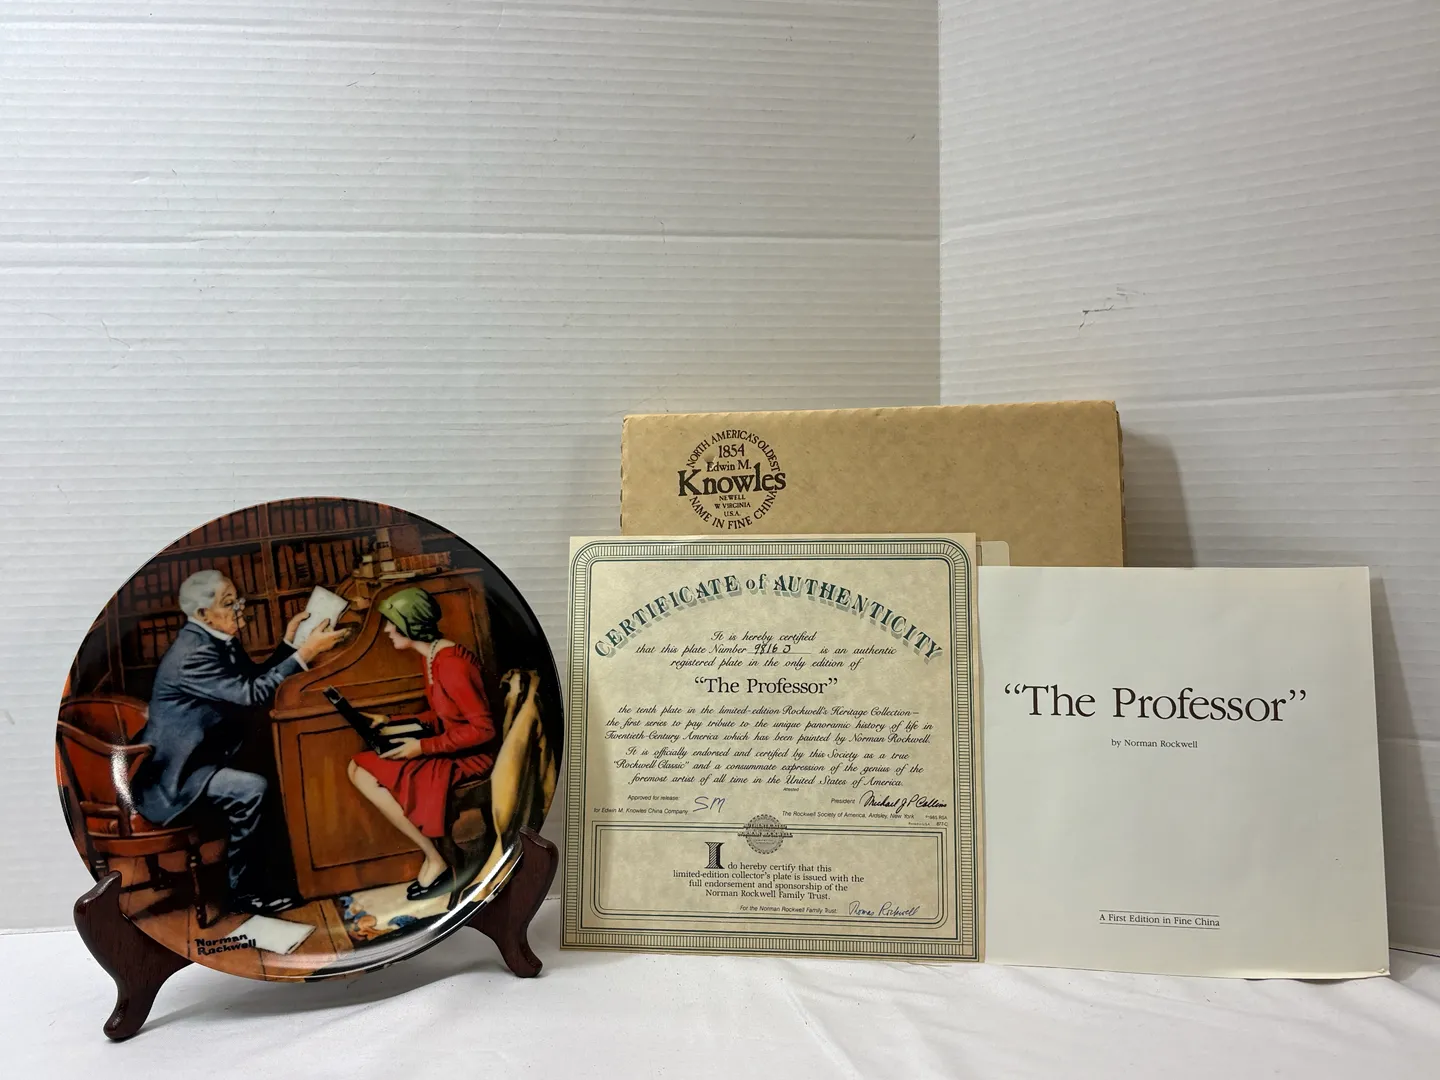 NORTH AMERICA'S OLDEST
1854
Edwin M.
Knowles
NEWELL
W VIRGINIA
U.S.A.
NAME IN FINE CHINA
CERTIFICATE of AUTHENTICITY
It is hereby certified
that this plate Number 9816 J is an authentic
registered plate in the only edition of
"The Professor"
the tenth plate in the limited-edition Rockwell's Heritage Collection—
the first series to pay tribute to the unique panoramic history of life in
Twentieth-Century America which has been painted by Norman Rockwell.
It is officially endorsed and certified by this Society as a true
"Rockwell Classic" and a consummate expression of the genius of the
foremost artist of all time in the United States of America.
Attested
Approved for release: SM President Michael J. P. Collins
for Edwin M. Knowles China Company The Rockwell Society of America, Ardsley, New York
NORMAN ROCKWELL
I do hereby certify that this
limited-edition collector's plate is issued with the
full endorsement and sponsorship of the
Norman Rockwell Family Trust.
For the Norman Rockwell Family Trust: Thomas Rockwell
"The Professor"
by Norman Rockwell
A First Edition in Fine China
Norman
Rockwell